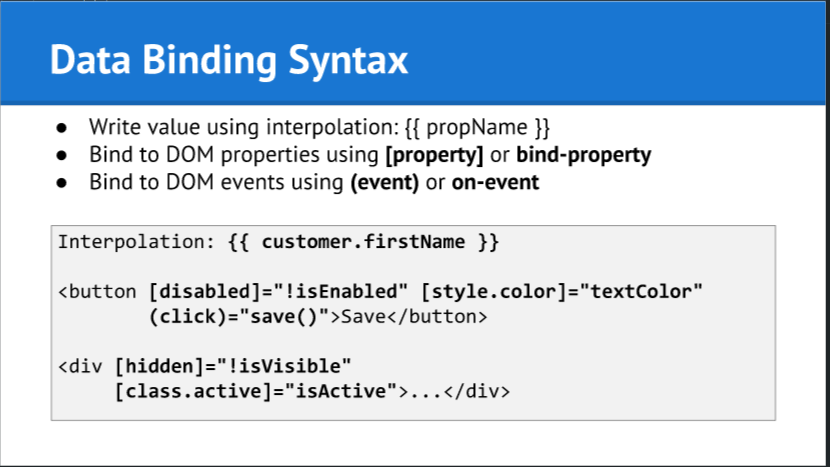 Data Binding Syntax
● Write value using interpolation: {{ propName }}
● Bind to DOM properties using [property] or bind-property
● Bind to DOM events using (event) or on-event
Interpolation: {{ customer.firstName }}
<button [disabled]="!isEnabled" [style.color]="textColor"
(click)="save()">Save</button>
<div [hidden]="!isVisible"
[class.active]="isActive">...</div>